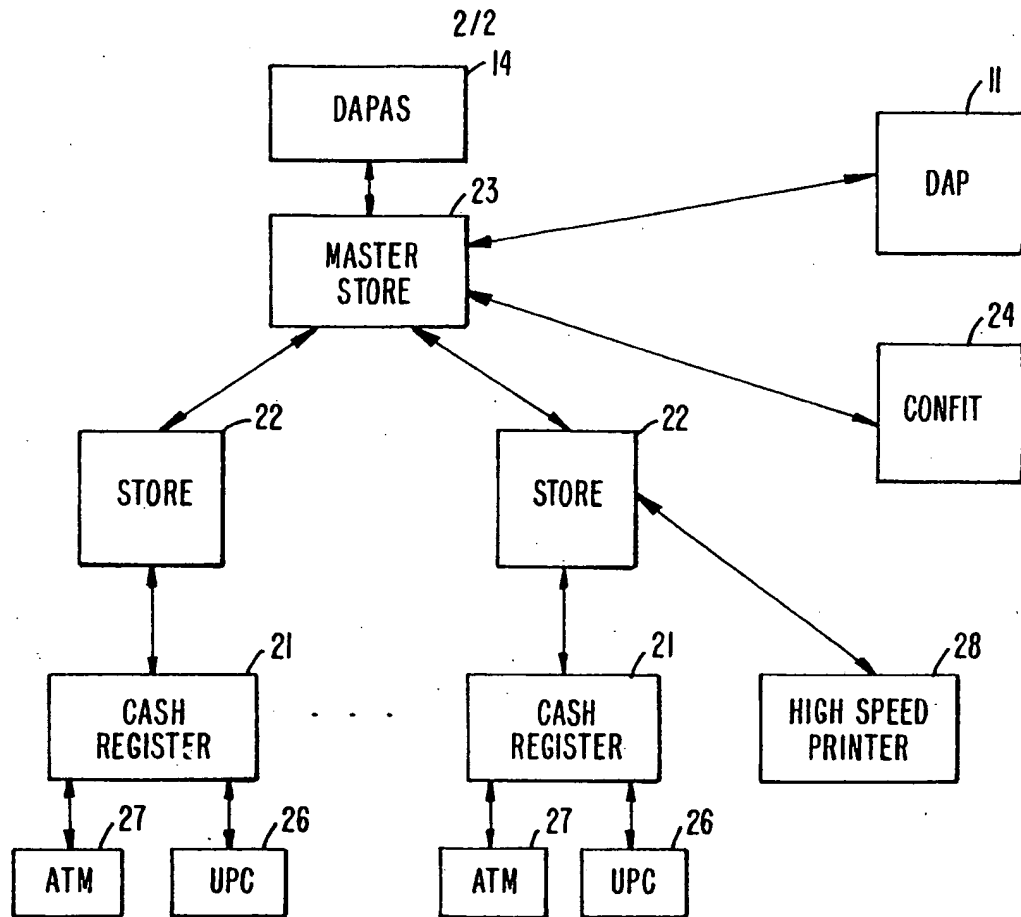 2/2
14
DAPAS
11
DAP
23
MASTER
STORE
24
CONFIT
22
STORE
22
STORE
21
CASH
REGISTER
. . .
21
CASH
REGISTER
28
HIGH SPEED
PRINTER
27
ATM
26
UPC
27
ATM
26
UPC